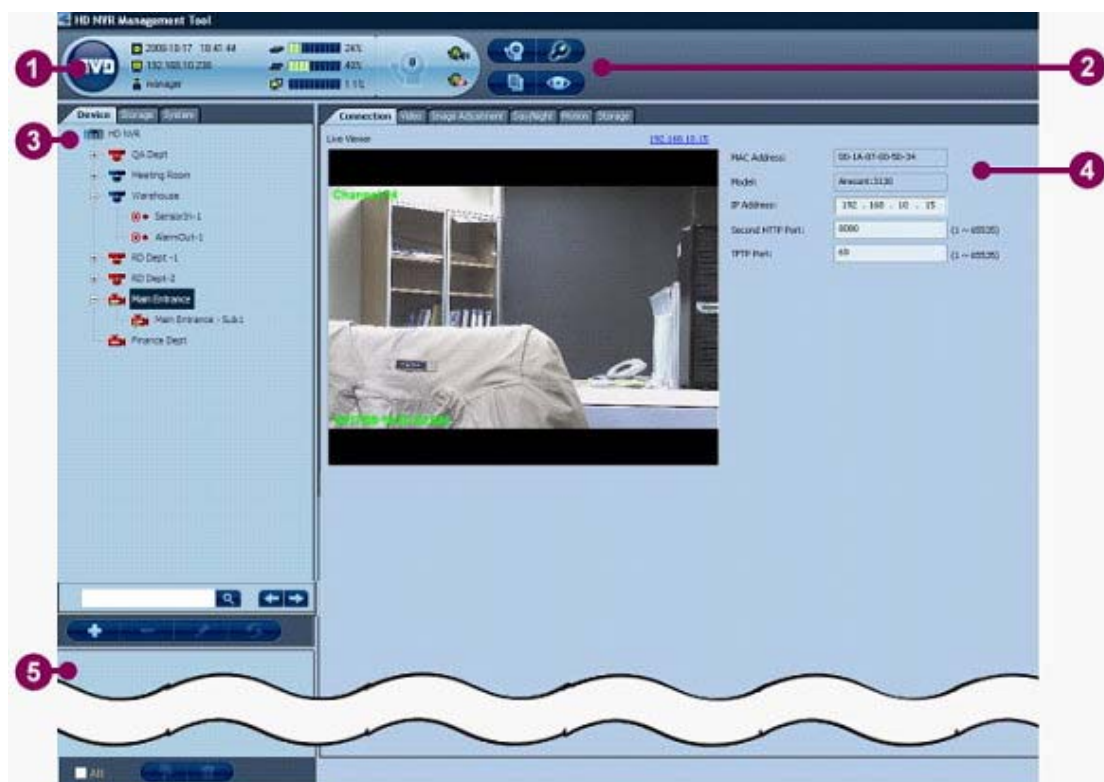 HD NVR Management Tool
2008-10-17 18:41:44
24%
192.168.10.238
manager
1
2
Device Storage System
3
HD NVR
QA Dept
Meeting Room
Warehouse
SensorIn-1
AlarmOut-1
RD Dept -1
RD Dept-2
Main Entrance
Main Entrance - Sub1
Finance Dept
Connection Video Image Adjustment Day/Night Motion Storage
Live Viewer 192.168.10.15
MAC Address:
Model:
IP Address: 192 . 168 . 10 . 15
Second HTTP Port: 8080 (1 ~ 65535)
TFTP Port: 69 (1 ~ 65535)
4
5
All